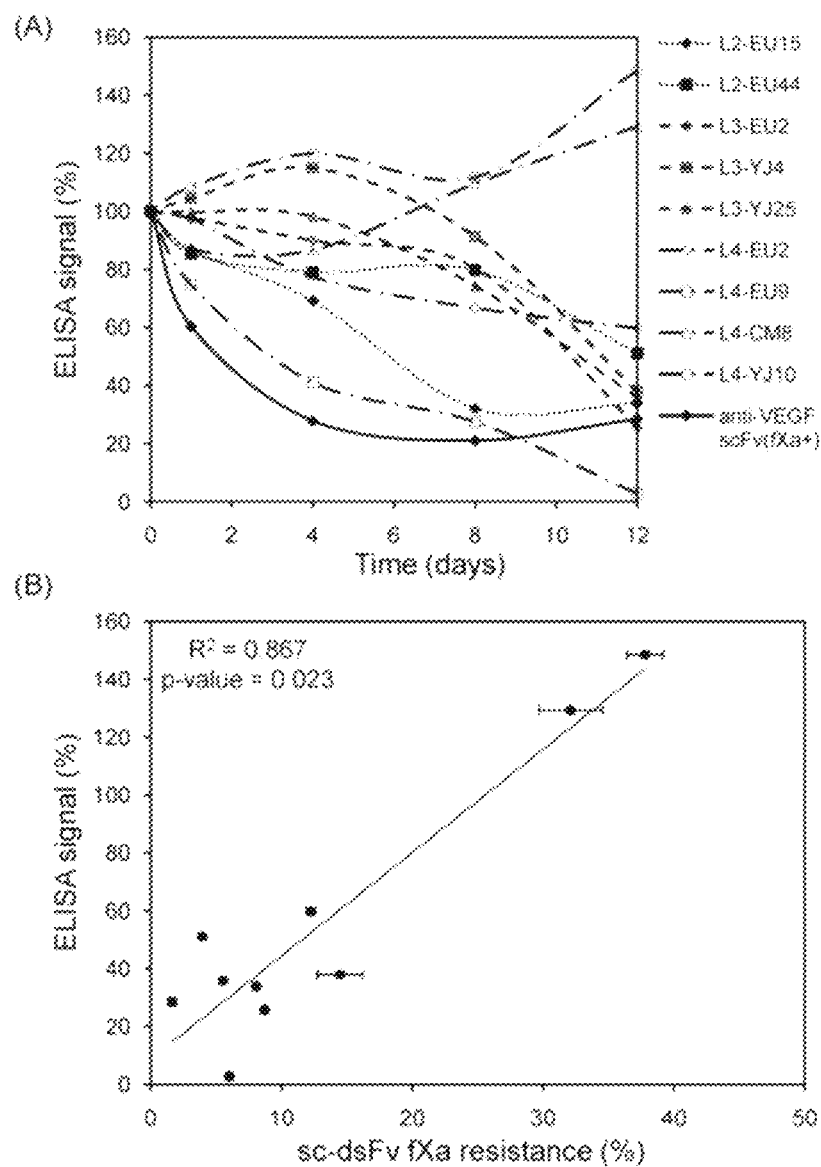 (A)
160
140
120
100
80
60
40
20
0
ELISA signal (%)
0 2 4 6 8 10 12
Time (days)
L2-EU15
L2-EU44
L3-EU2
L3-YJ4
L3-YJ25
L4-EU2
L4-EU9
L4-CM8
L4-YJ10
anti-VEGF
scFv(fXa+)
(B)
R² = 0.867
p-value = 0 023
160
140
120
100
80
60
40
20
0
ELISA signal (%)
0 10 20 30 40 50
sc-dsFv fXa resistance (%)